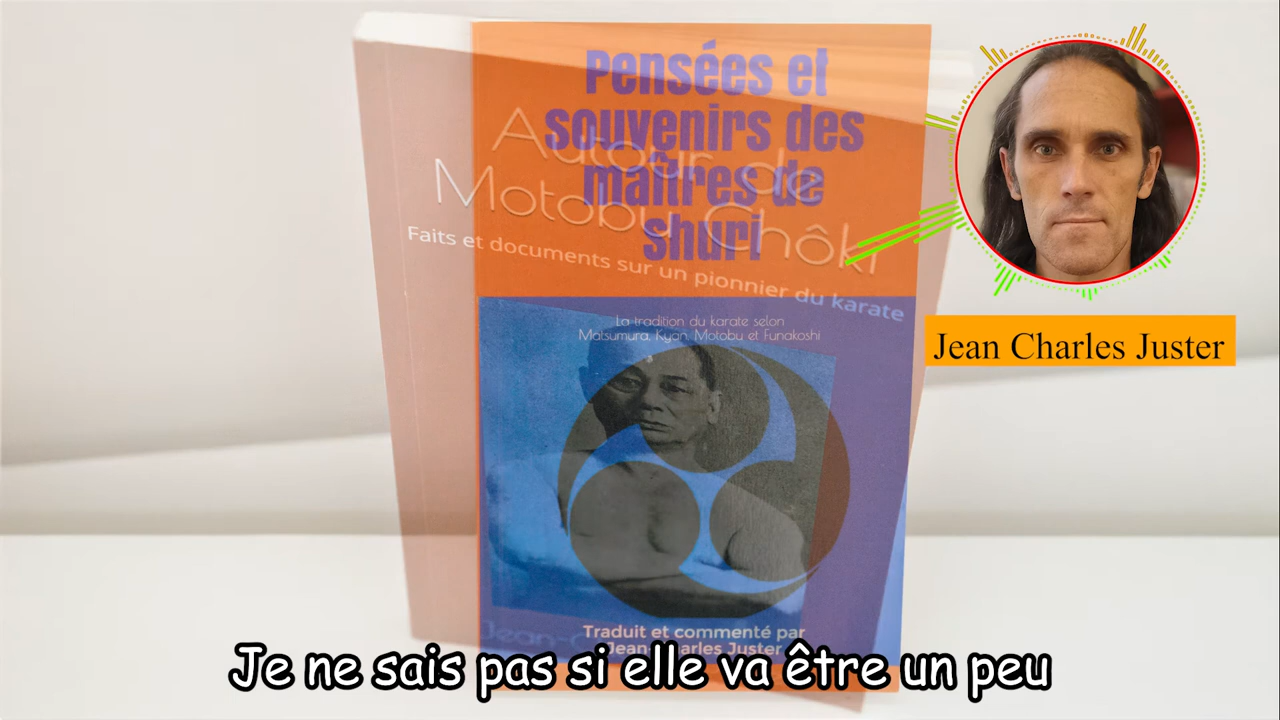 Pensées et
souvenirs des
maîtres de
shuri
Autour de
Motobu Chôki
Faits et documents sur un pionnier du karate
La tradition du karate selon
Matsumura, Kyan, Motobu et Funakoshi
Traduit et commenté par
Jean-Charles Juster
Jean Charles Juster
Je ne sais pas si elle va être un peu